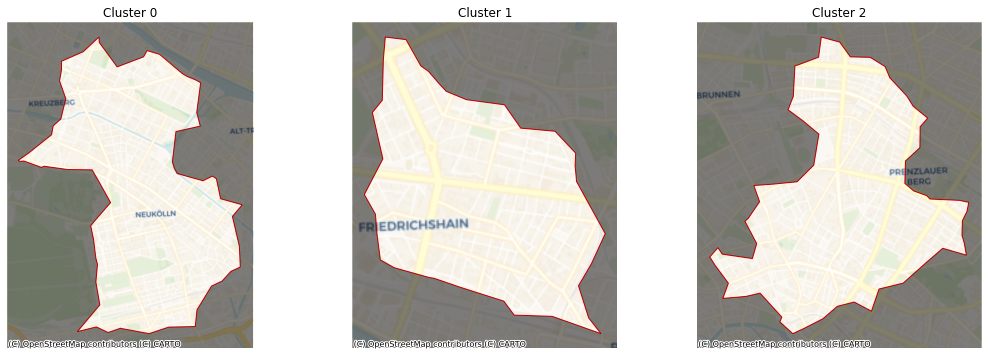 Cluster 0
Cluster 1
Cluster 2
KREUZBERG
ALT-TR
NEUKÖLLN
(C) OpenStreetMap contributors (C) CARTO
FRIEDRICHSHAIN
(C) OpenStreetMap contributors (C) CARTO
BRUNNEN
PRENZLAUER
BERG
(C) OpenStreetMap contributors (C) CARTO